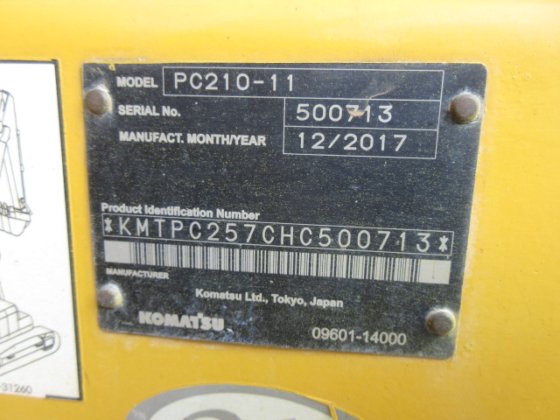 MODEL PC210-11
SERIAL No. 500713
MANUFACT. MONTH/YEAR 12/2017
Product Identification Number
*KMTPC257CHC500713*
MANUFACTURER
Komatsu Ltd., Tokyo, Japan
KOMATSU
09601-14000
-31260